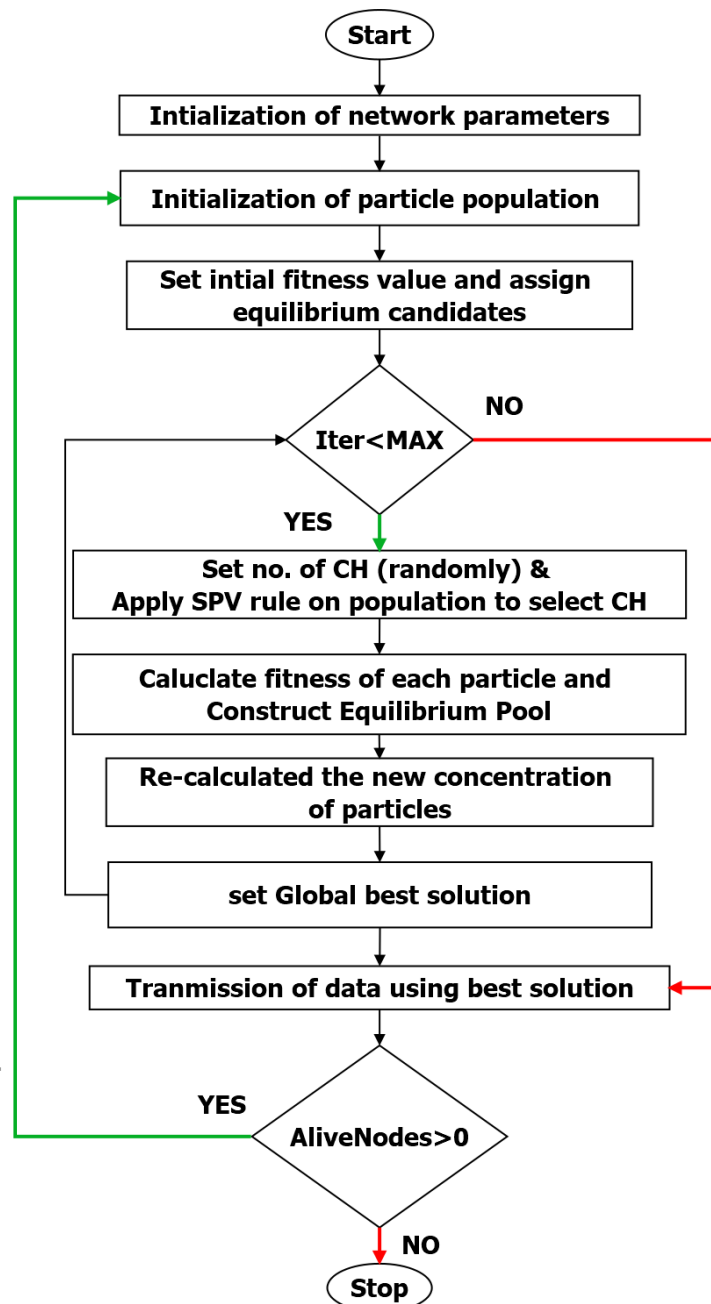 Start
Intialization of network parameters
Initialization of particle population
Set intial fitness value and assign
equilibrium candidates
Iter<MAX
NO
YES
Set no. of CH (randomly) &
Apply SPV rule on population to select CH
Caluclate fitness of each particle and
Construct Equilibrium Pool
Re-calculated the new concentration
of particles
set Global best solution
Tranmission of data using best solution
YES
AliveNodes>0
NO
Stop